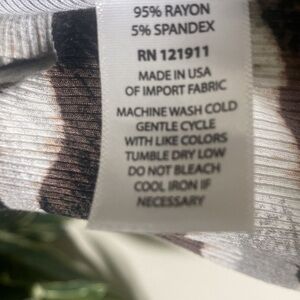 95% RAYON
5% SPANDEX
RN 121911
MADE IN USA
OF IMPORT FABRIC
MACHINE WASH COLD
GENTLE CYCLE
WITH LIKE COLORS
TUMBLE DRY LOW
DO NOT BLEACH
COOL IRON IF
NECESSARY